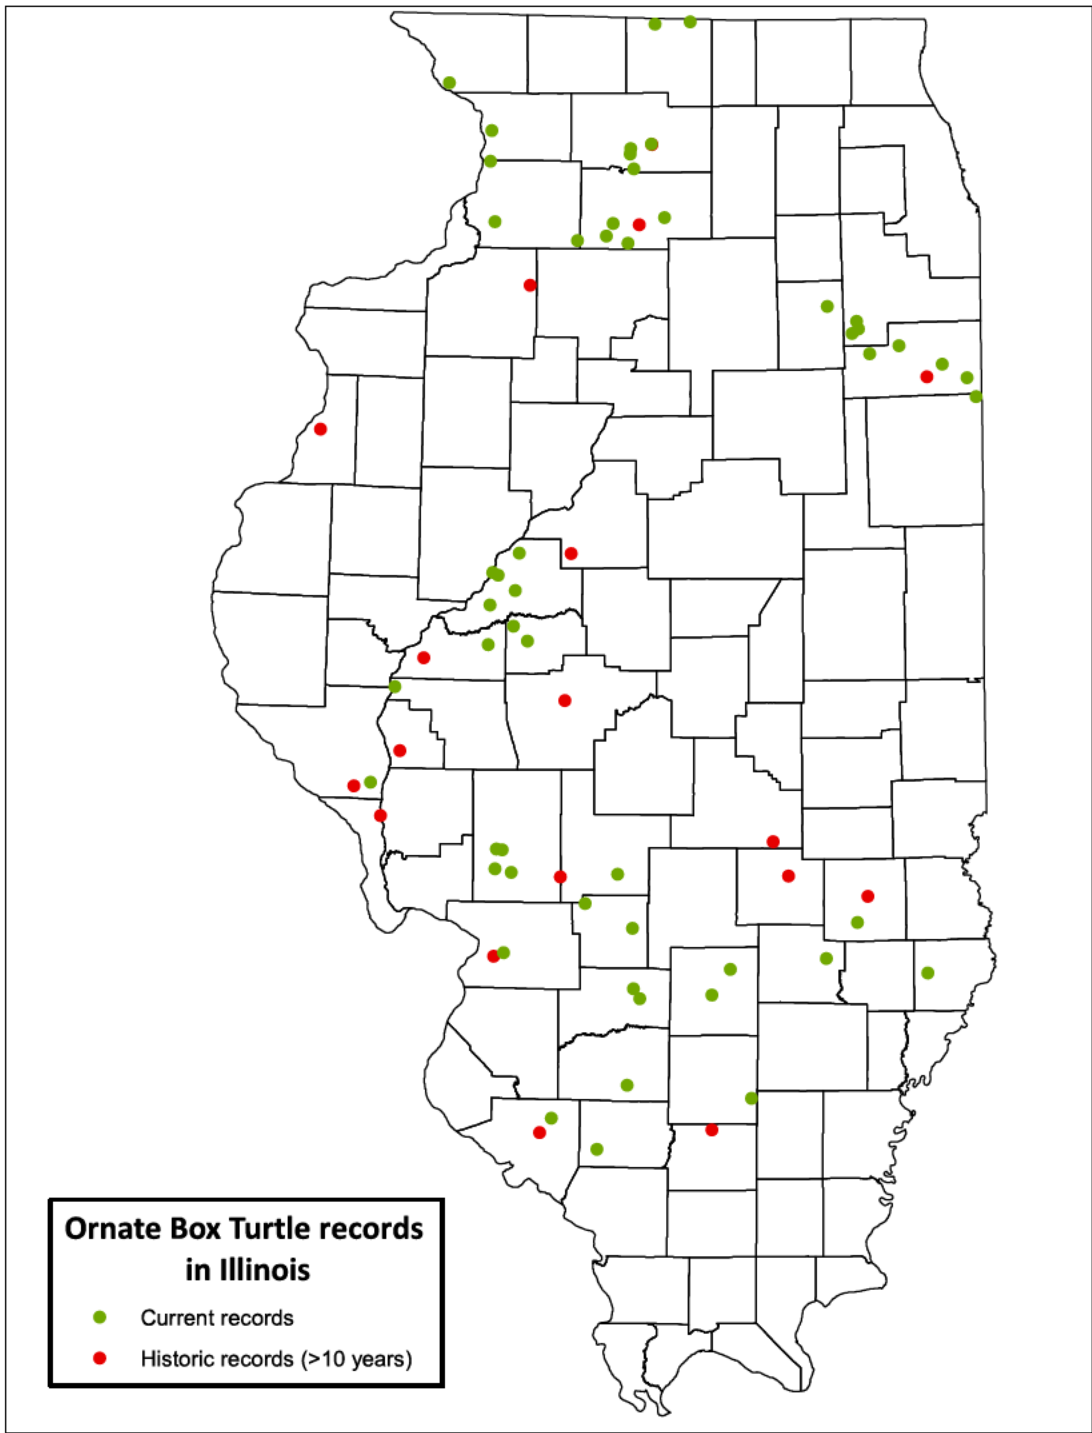 Ornate Box Turtle records
in Illinois
Current records
Historic records (>10 years)